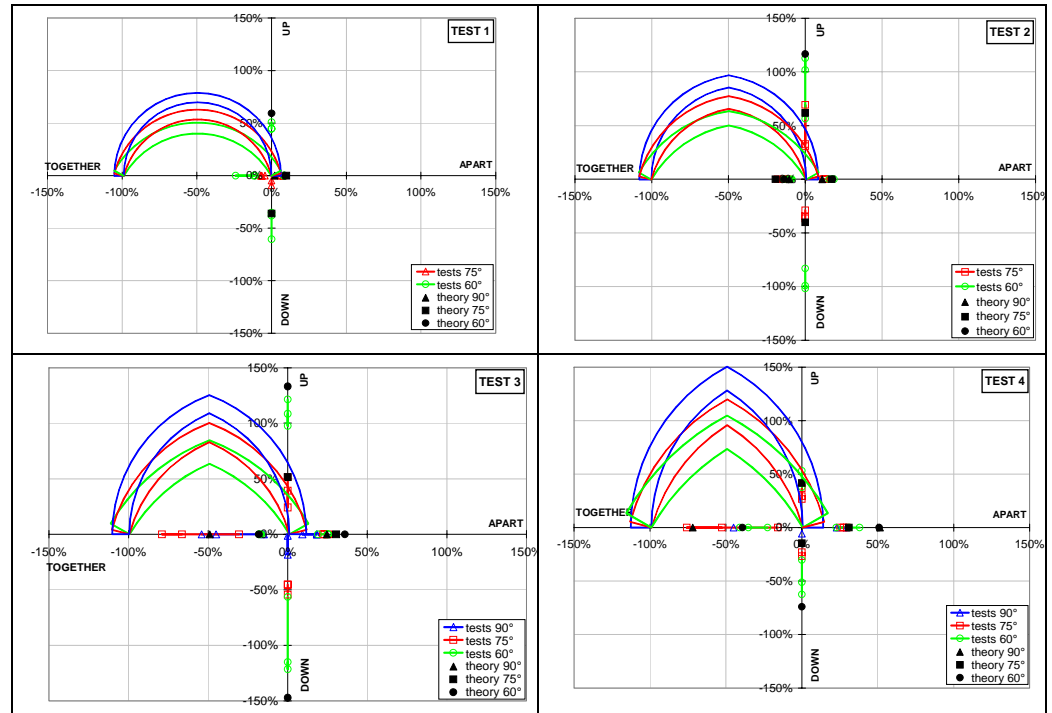 150%
UP
TEST 1
100%
50%
TOGETHER
0%
APART
-150% -100% -50% 0% 50% 100% 150%
-50%
-100%
-150%
DOWN
tests 75°
tests 60°
theory 90°
theory 75°
theory 60°
150%
UP
TEST 2
100%
50%
TOGETHER
0%
APART
-150% -100% -50% 0% 50% 100% 150%
-50%
-100%
-150%
DOWN
tests 75°
tests 60°
theory 90°
theory 75°
theory 60°
150%
UP
TEST 3
100%
50%
APART
0%
-150% -100% -50% 0% 50% 100% 150%
TOGETHER
-50%
-100%
-150%
DOWN
tests 90°
tests 75°
tests 60°
theory 90°
theory 75°
theory 60°
150%
UP
TEST 4
100%
50%
TOGETHER
0%
APART
-150% -100% -50% 0% 50% 100% 150%
-50%
-100%
-150%
DOWN
tests 90°
tests 75°
tests 60°
theory 90°
theory 75°
theory 60°